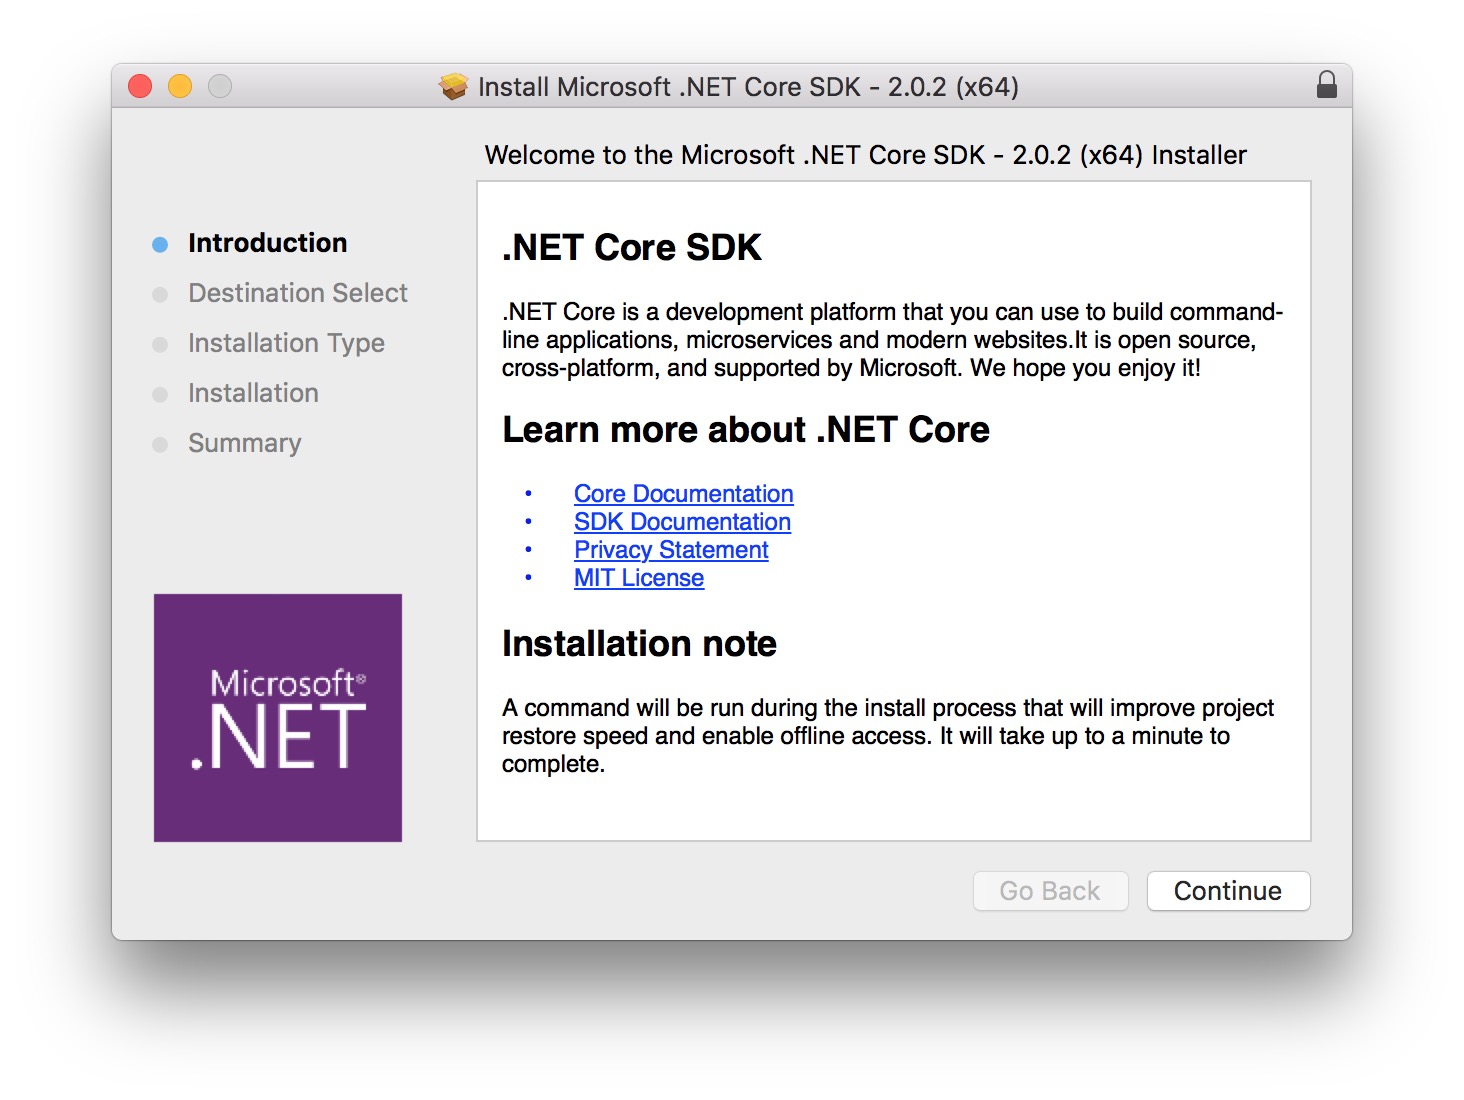 Install Microsoft .NET Core SDK - 2.0.2 (x64)
Welcome to the Microsoft .NET Core SDK - 2.0.2 (x64) Installer
Introduction
Destination Select
Installation Type
Installation
Summary
Microsoft®
.NET
.NET Core SDK
.NET Core is a development platform that you can use to build command-
line applications, microservices and modern websites.It is open source,
cross-platform, and supported by Microsoft. We hope you enjoy it!
Learn more about .NET Core
• Core Documentation
• SDK Documentation
• Privacy Statement
• MIT License
Installation note
A command will be run during the install process that will improve project
restore speed and enable offline access. It will take up to a minute to
complete.
Go Back
Continue